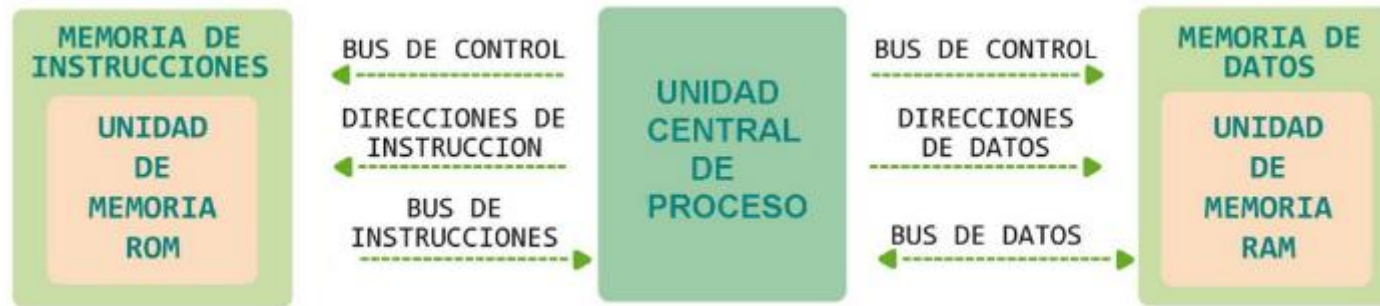 MEMORIA DE
INSTRUCCIONES
UNIDAD
DE
MEMORIA
ROM
BUS DE CONTROL
DIRECCIONES DE
INSTRUCCION
BUS DE
INSTRUCCIONES
UNIDAD
CENTRAL
DE
PROCESO
BUS DE CONTROL
DIRECCIONES
DE DATOS
BUS DE DATOS
MEMORIA DE
DATOS
UNIDAD
DE
MEMORIA
RAM